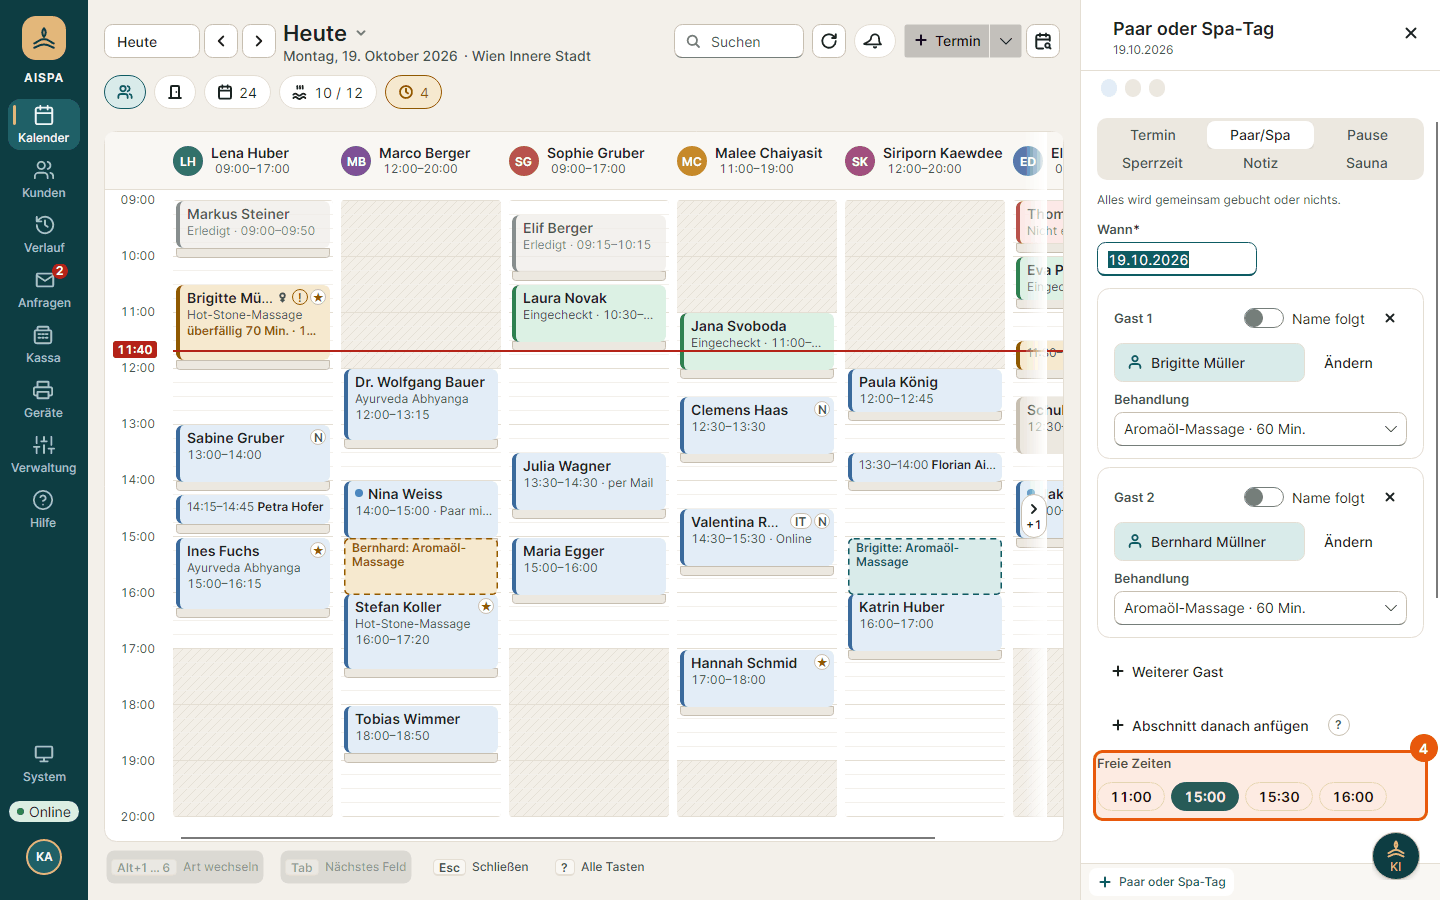 AISPA
Kalender
Kunden
Verlauf
2
Anfragen
Kassa
Geräte
Verwaltung
Hilfe
System
Online
KA
Heute
Heute
Montag, 19. Oktober 2026 · Wien Innere Stadt
Suchen
Termin
24
10 / 12
4
LH
Lena Huber
09:00–17:00
MB
Marco Berger
12:00–20:00
SG
Sophie Gruber
09:00–17:00
MC
Malee Chaiyasit
11:00–19:00
SK
Siriporn Kaewdee
12:00–20:00
ED
El
09:00
10:00
11:00
11:40
12:00
13:00
14:00
15:00
16:00
17:00
18:00
19:00
20:00
Markus Steiner
Erledigt · 09:00–09:50
Brigitte Mü...
Hot-Stone-Massage
überfällig 70 Min. · 1...
Sabine Gruber
N
13:00–14:00
14:15–14:45 Petra Hofer
Ines Fuchs
Ayurveda Abhyanga
15:00–16:15
Dr. Wolfgang Bauer
Ayurveda Abhyanga
12:00–13:15
Nina Weiss
14:00–15:00 · Paar mi...
Bernhard: Aromaöl-
Massage
Stefan Koller
Hot-Stone-Massage
16:00–17:20
Tobias Wimmer
18:00–18:50
Elif Berger
Erledigt · 09:15–10:15
Laura Novak
Eingecheckt · 10:30–...
Julia Wagner
13:30–14:30 · per Mail
Maria Egger
15:00–16:00
Jana Svoboda
Eingecheckt · 11:00–...
Clemens Haas
N
12:30–13:30
Valentina R...
IT
N
14:30–15:30 · Online
Hannah Schmid
17:00–18:00
Paula König
12:00–12:45
13:30–14:00 Florian Ai...
Brigitte: Aromaöl-
Massage
Katrin Huber
16:00–17:00
Thom
Nicht e
Eva P
Einge
11:30
Schul
12:30
+1
Alt+1 ... 6
Art wechseln
Tab
Nächstes Feld
Esc
Schließen
?
Alle Tasten
Paar oder Spa-Tag
19.10.2026
Termin
Paar/Spa
Pause
Sperrzeit
Notiz
Sauna
Alles wird gemeinsam gebucht oder nichts.
Wann*
19.10.2026
Gast 1
Name folgt
Brigitte Müller
Ändern
Behandlung
Aromaöl-Massage · 60 Min.
Gast 2
Name folgt
Bernhard Müllner
Ändern
Behandlung
Aromaöl-Massage · 60 Min.
Weiterer Gast
Abschnitt danach anfügen
?
4
Freie Zeiten
11:00
15:00
15:30
16:00
KI
Paar oder Spa-Tag